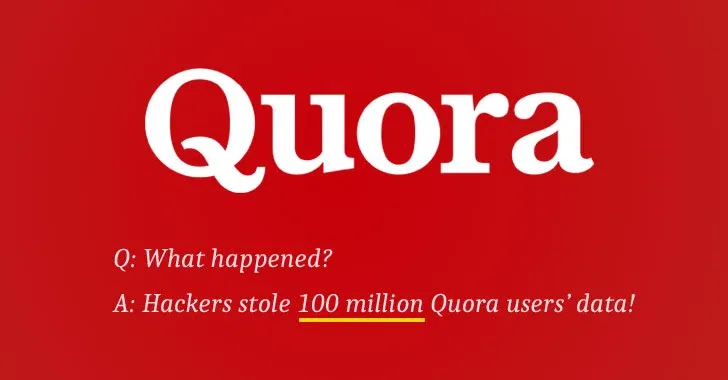 Quora
Q: What happened?
A: Hackers stole 100 million Quora users’ data!